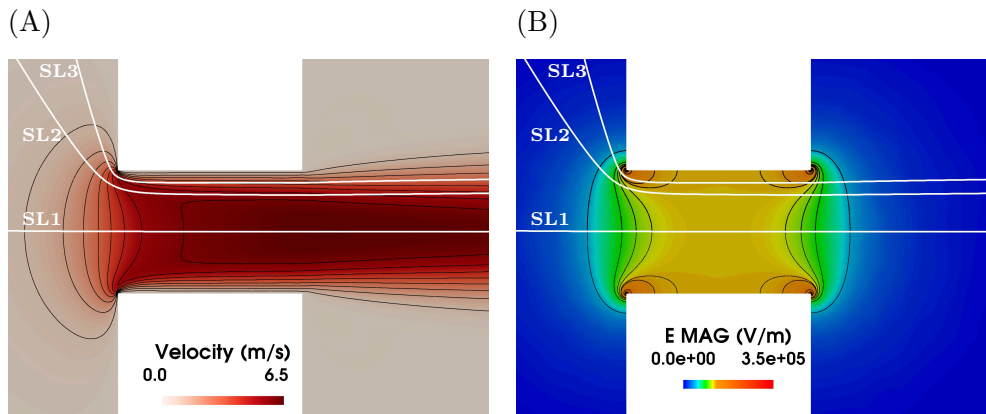 (A)
SL3
SL2
SL1
Velocity (m/s)
0.0 6.5
(B)
SL3
SL2
SL1
E MAG (V/m)
0.0e+00 3.5e+05